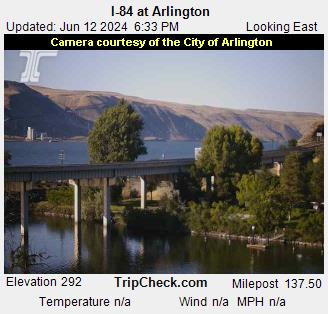 I-84 at Arlington
Updated: Jun 12 2024 6:33 PM Looking East
Camera courtesy of the City of Arlington
Elevation 292 TripCheck.com Milepost 137.50
Temperature n/a Wind n/a MPH n/a